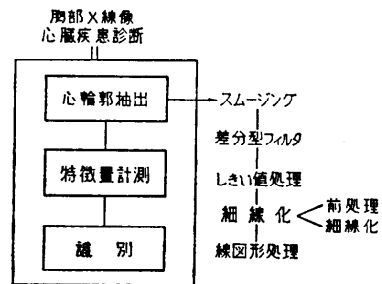 胸部X線像
心臓疾患診断
心輪郭抽出
スムージング
差分型フィルタ
特徴量計測
しきい値処理
細線化
前処理
細線化
識別
線図形処理